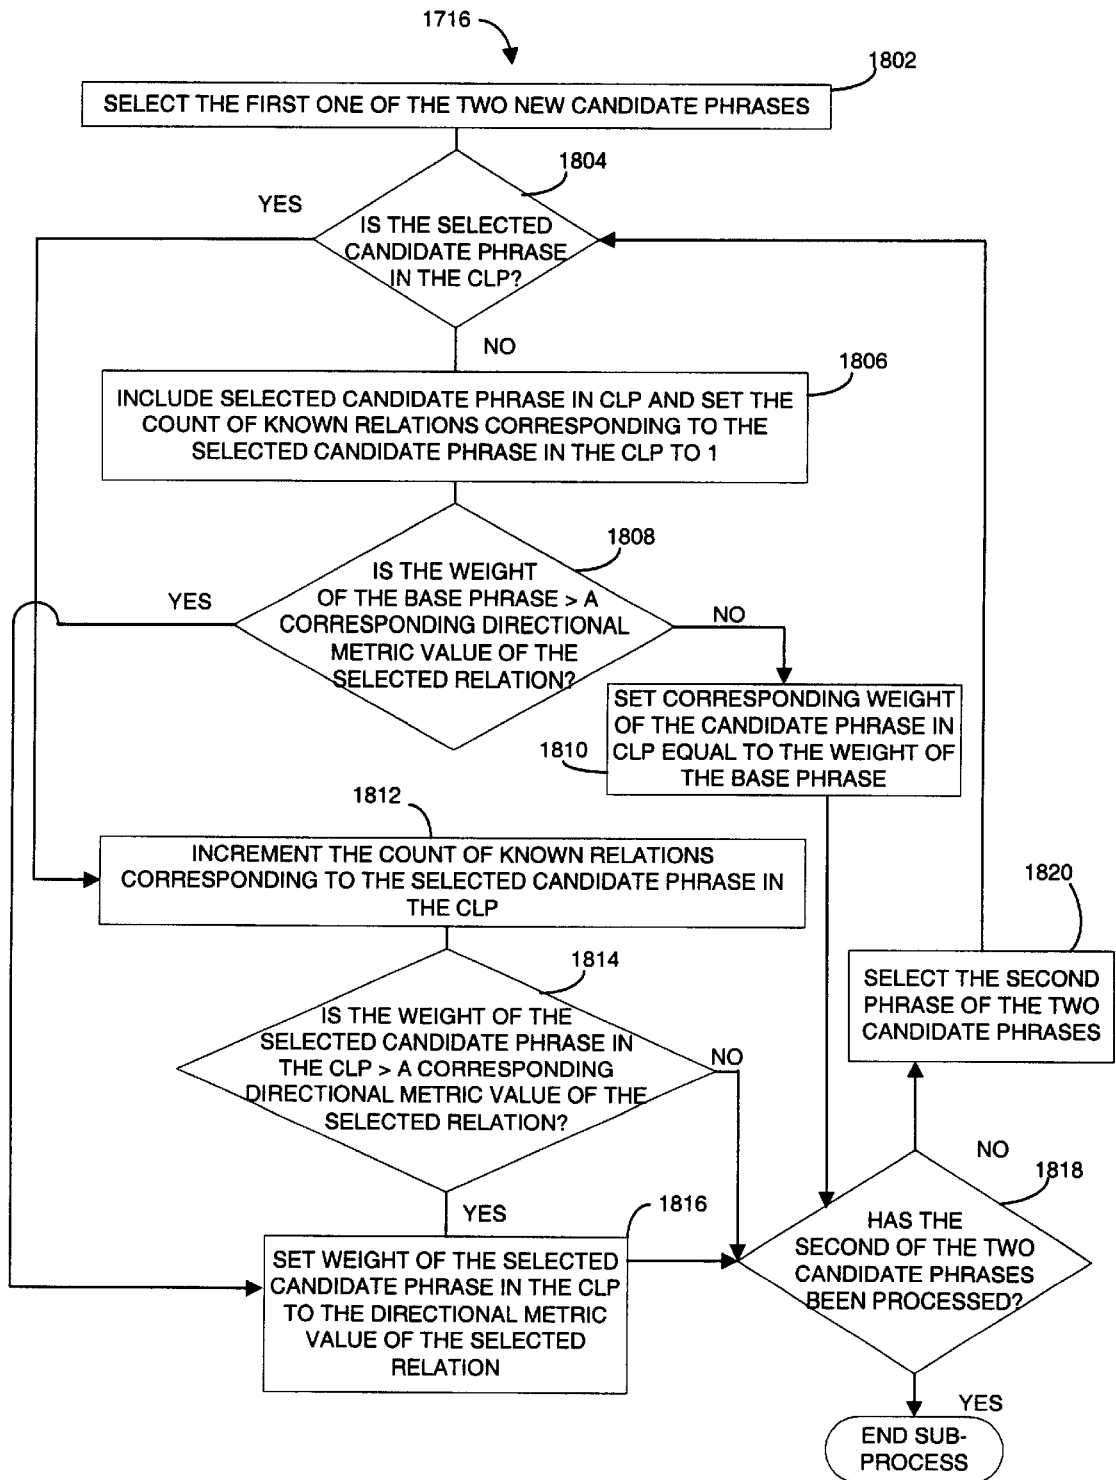 1716
1802
SELECT THE FIRST ONE OF THE TWO NEW CANDIDATE PHRASES
1804
YES
IS THE SELECTED
CANDIDATE PHRASE
IN THE CLP?
NO
1806
INCLUDE SELECTED CANDIDATE PHRASE IN CLP AND SET THE
COUNT OF KNOWN RELATIONS CORRESPONDING TO THE
SELECTED CANDIDATE PHRASE IN THE CLP TO 1
1808
YES
IS THE WEIGHT
OF THE BASE PHRASE > A
CORRESPONDING DIRECTIONAL
METRIC VALUE OF THE
SELECTED RELATION?
NO
SET CORRESPONDING WEIGHT
OF THE CANDIDATE PHRASE IN
CLP EQUAL TO THE WEIGHT OF
THE BASE PHRASE
1810
1812
INCREMENT THE COUNT OF KNOWN RELATIONS
CORRESPONDING TO THE SELECTED CANDIDATE PHRASE IN
THE CLP
1814
IS THE WEIGHT OF THE
SELECTED CANDIDATE PHRASE IN
THE CLP > A CORRESPONDING
DIRECTIONAL METRIC VALUE OF THE
SELECTED RELATION?
NO
YES
1816
SET WEIGHT OF THE SELECTED
CANDIDATE PHRASE IN THE CLP
TO THE DIRECTIONAL METRIC
VALUE OF THE SELECTED
RELATION
1820
SELECT THE SECOND
PHRASE OF THE TWO
CANDIDATE PHRASES
NO
1818
HAS THE
SECOND OF THE TWO
CANDIDATE PHRASES
BEEN PROCESSED?
YES
END SUB-
PROCESS